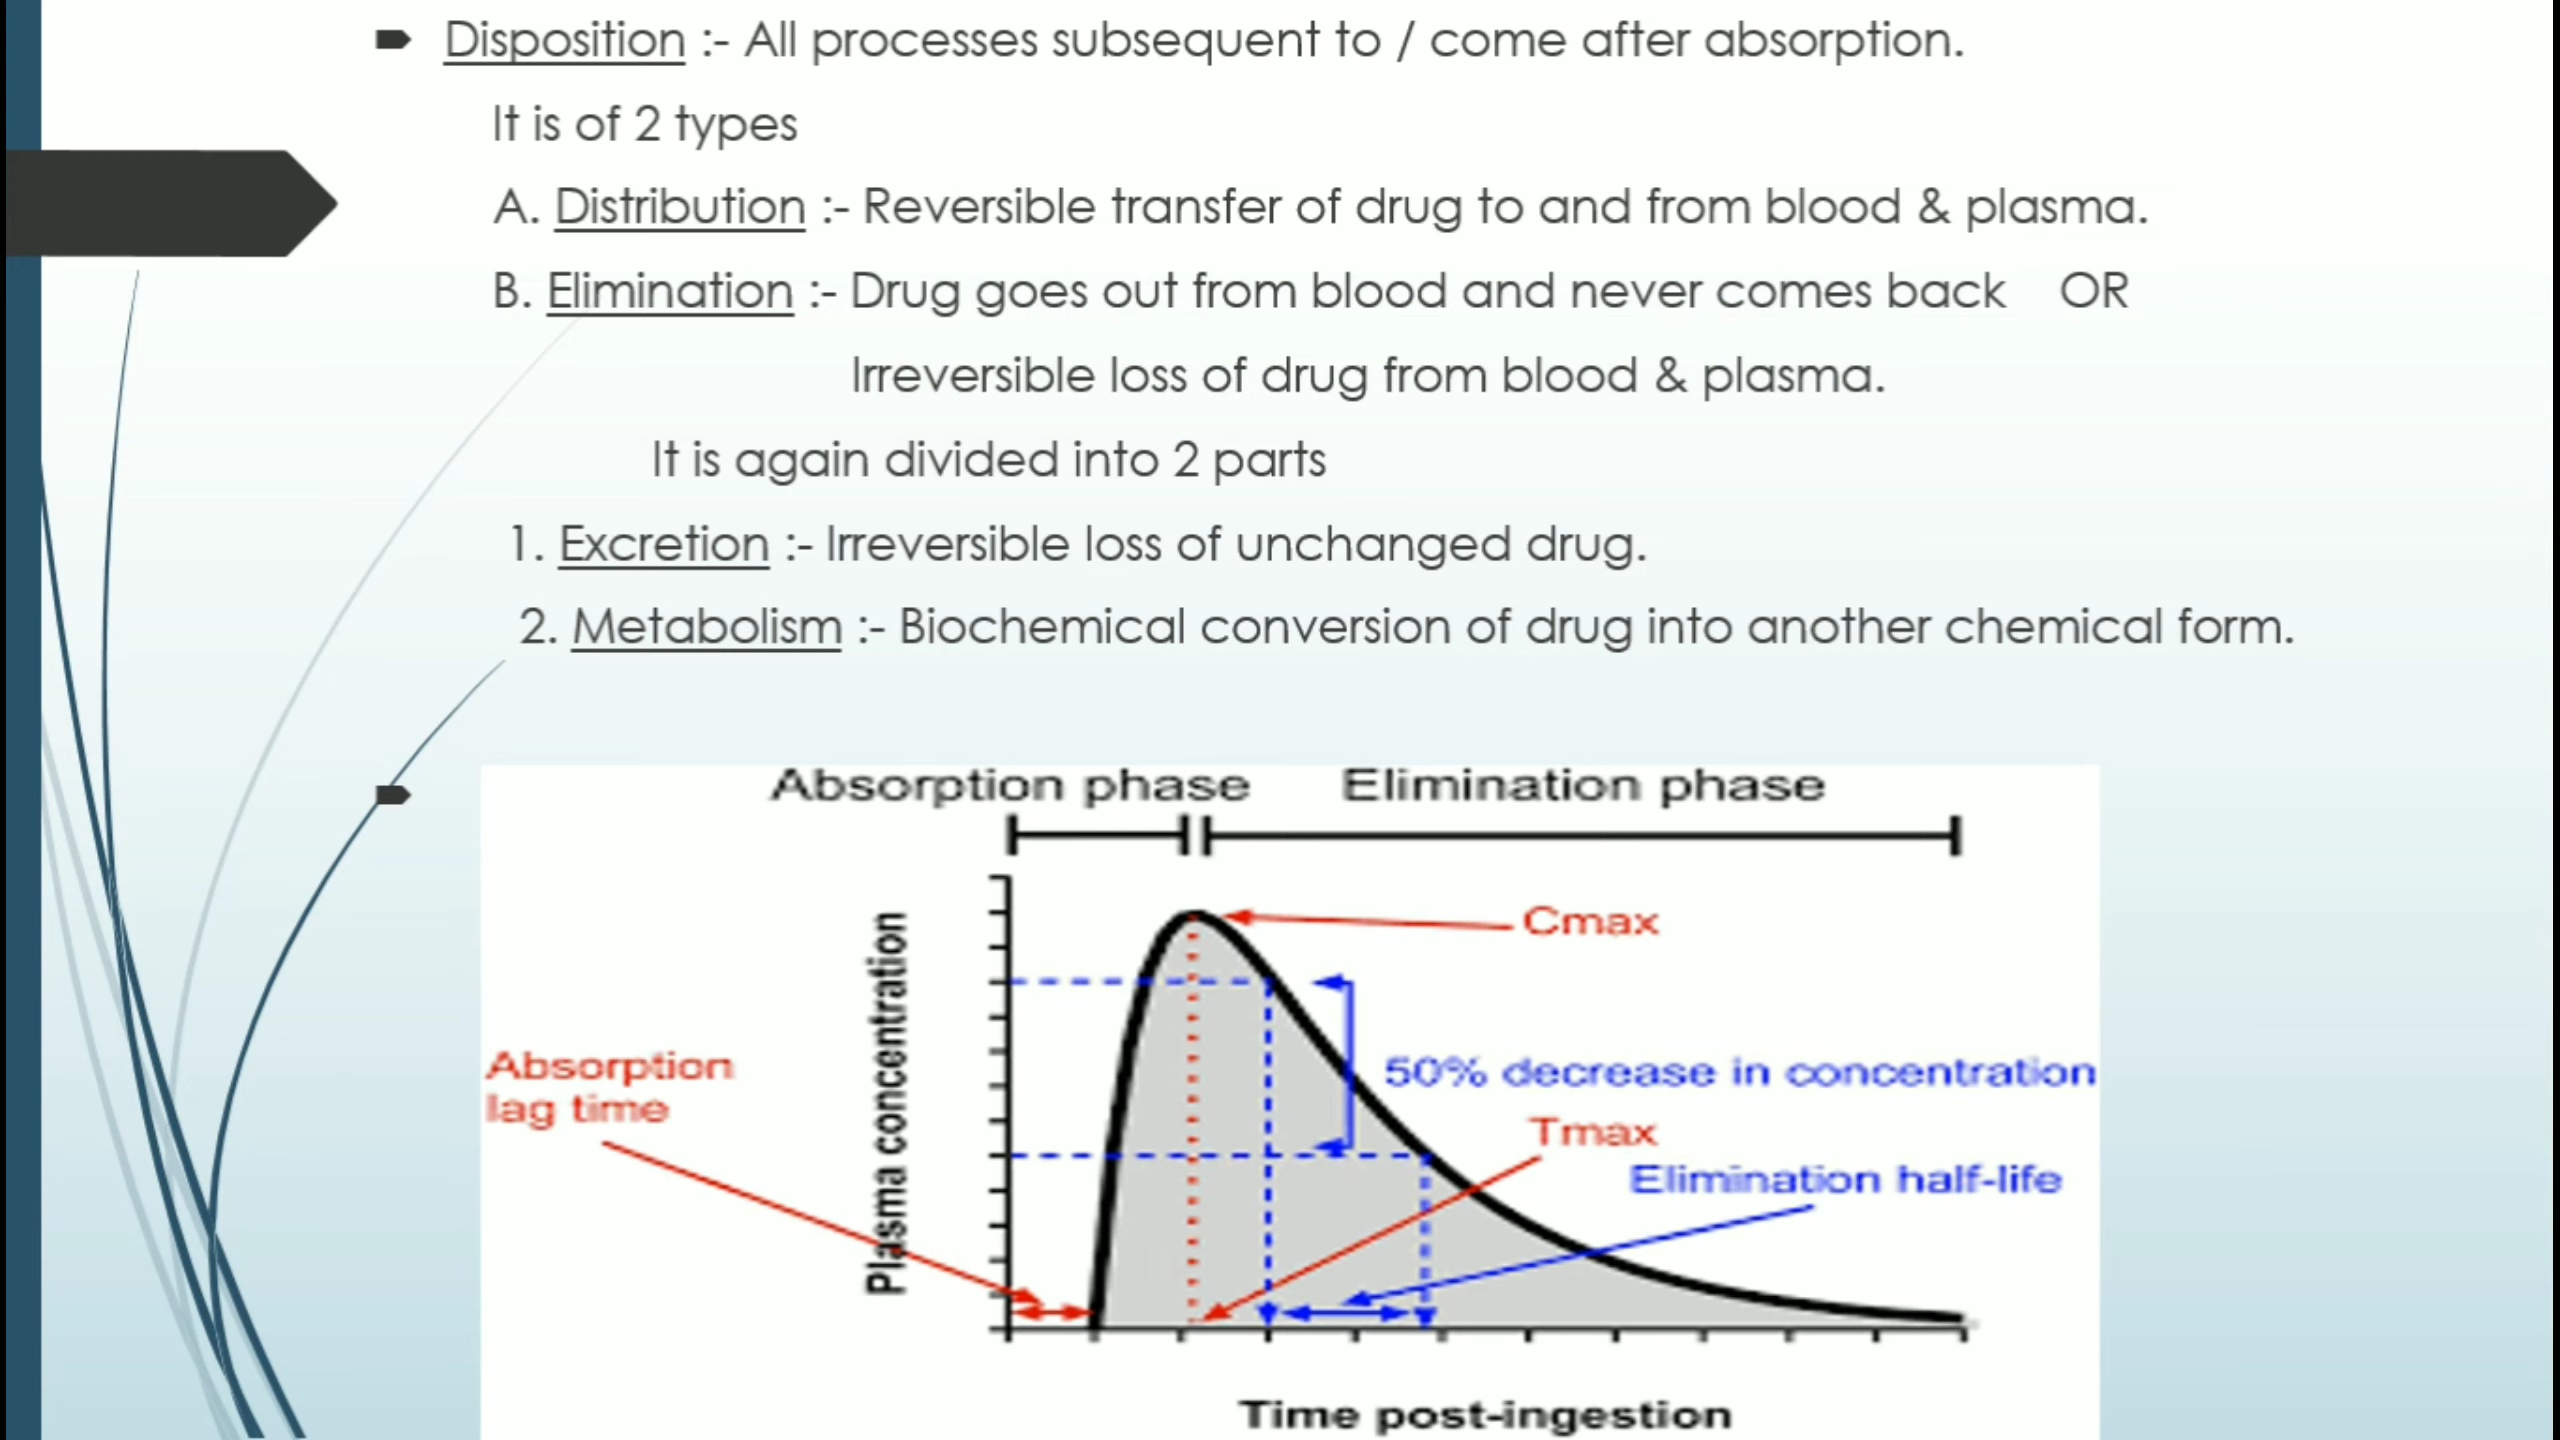 Disposition :- All processes subsequent to / come after absorption.
It is of 2 types
A. Distribution :- Reversible transfer of drug to and from blood & plasma.
B. Elimination :- Drug goes out from blood and never comes back OR
Irreversible loss of drug from blood & plasma.
It is again divided into 2 parts
1. Excretion :- Irreversible loss of unchanged drug.
2. Metabolism :- Biochemical conversion of drug into another chemical form.
Absorption phase Elimination phase
Cmax
Plasma concentration
Absorption
lag time
50% decrease in concentration
Tmax
Elimination half-life
Time post-ingestion